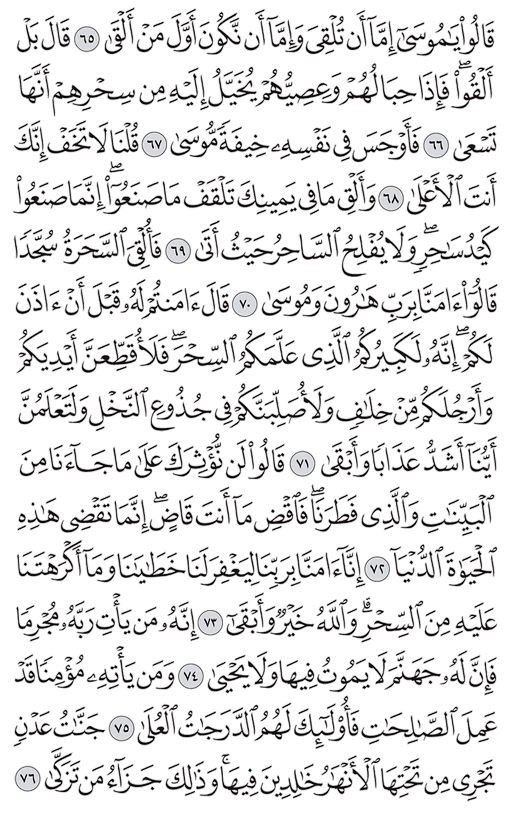 قَالُوا۟ يَـٰمُوسَىٰٓ إِمَّآ أَن تُلْقِىَ وَإِمَّآ أَن نَّكُونَ أَوَّلَ مَنْ أَلْقَىٰ ٦٥ قَالَ بَلْ
أَلْقُوا۟ۖ فَإِذَا حِبَالُهُمْ وَعِصِيُّهُمْ يُخَيَّلُ إِلَيْهِ مِن سِحْرِهِمْ أَنَّهَا
تَسْعَىٰ ٦٦ فَأَوْجَسَ فِى نَفْسِهِۦ خِيفَةً مُّوسَىٰ ٦٧ قُلْنَا لَا تَخَفْ إِنَّكَ
أَنتَ ٱلْأَعْلَىٰ ٦٨ وَأَلْقِ مَا فِى يَمِينِكَ تَلْقَفْ مَا صَنَعُوٓا۟ۖ إِنَّمَا صَنَعُوا۟
كَيْدُ سَـٰحِرٍۖ وَلَا يُفْلِحُ ٱلسَّاحِرُ حَيْثُ أَتَىٰ ٦٩ فَأُلْقِىَ ٱلسَّحَرَةُ سُجَّدًا
قَالُوٓا۟ ءَامَنَّا بِرَبِّ هَـٰرُونَ وَمُوسَىٰ ٧٠ قَالَ ءَامَنتُمْ لَهُۥ قَبْلَ أَنْ ءَاذَنَ
لَكُمْۖ إِنَّهُۥ لَكَبِيرُكُمُ ٱلَّذِى عَلَّمَكُمُ ٱلسِّحْرَۖ فَلَأُقَطِّعَنَّ أَيْدِيَكُمْ
وَأَرْجُلَكُم مِّنْ خِلَـٰفٍ وَلَأُصَلِّبَنَّكُمْ فِى جُذُوعِ ٱلنَّخْلِ وَلَتَعْلَمُنَّ
أَيُّنَآ أَشَدُّ عَذَابًا وَأَبْقَىٰ ٧١ قَالُوا۟ لَن نُّؤْثِرَكَ عَلَىٰ مَا جَآءَنَا مِنَ
ٱلْبَيِّنَـٰتِ وَٱلَّذِى فَطَرَنَاۖ فَٱقْضِ مَآ أَنتَ قَاضٍۖ إِنَّمَا تَقْضِى هَـٰذِهِ
ٱلْحَيَوٰةَ ٱلدُّنْيَآ ٧٢ إِنَّآ ءَامَنَّا بِرَبِّنَا لِيَغْفِرَ لَنَا خَطَـٰيَـٰنَا وَمَآ أَكْرَهْتَنَا
عَلَيْهِ مِنَ ٱلسِّحْرِۗ وَٱللَّهُ خَيْرٌ وَأَبْقَىٰٓ ٧٣ إِنَّهُۥ مَن يَأْتِ رَبَّهُۥ مُجْرِمًا
فَإِنَّ لَهُۥ جَهَنَّمَ لَا يَمُوتُ فِيهَا وَلَا يَحْيَىٰ ٧٤ وَمَن يَأْتِهِۦ مُؤْمِنًا قَدْ
عَمِلَ ٱلصَّـٰلِحَـٰتِ فَأُو۟لَـٰٓئِكَ لَهُمُ ٱلدَّرَجَـٰتُ ٱلْعُلَىٰ ٧٥ جَنَّـٰتُ عَدْنٍ
تَجْرِى مِن تَحْتِهَا ٱلْأَنْهَـٰرُ خَـٰلِدِينَ فِيهَاۚ وَذَٰلِكَ جَزَآءُ مَن تَزَكَّىٰ ٧٦